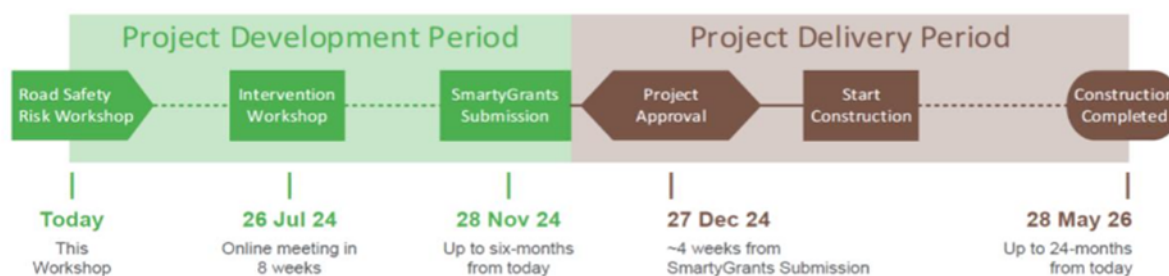 Project Development Period
Project Delivery Period
Road Safety
Risk Workshop
Intervention
Workshop
SmartyGrants
Submission
Project
Approval
Start
Construction
Construction
Completed
Today
This
Workshop
26 Jul 24
Online meeting in
8 weeks
28 Nov 24
Up to six-months
from today
27 Dec 24
~4 weeks from
SmartyGrants Submission
28 May 26
Up to 24-months
from today